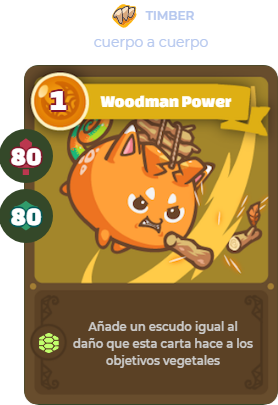 TIMBER
cuerpo a cuerpo
1 Woodman Power
80
80
Añade un escudo igual al
daño que esta carta hace a los
objetivos vegetales